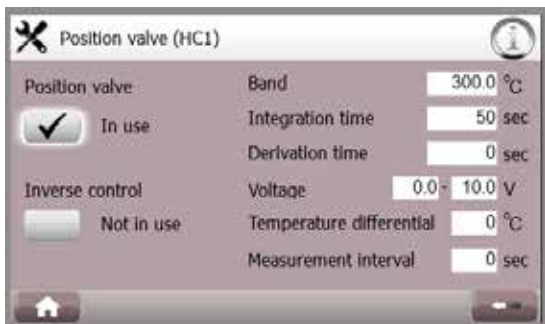 Position valve (HC1)
Position valve
In use
Inverse control
Not in use
Band 300.0 °C
Integration time 50 sec
Derivation time 0 sec
Voltage 0.0 - 10.0 V
Temperature differential 0 °C
Measurement interval 0 sec